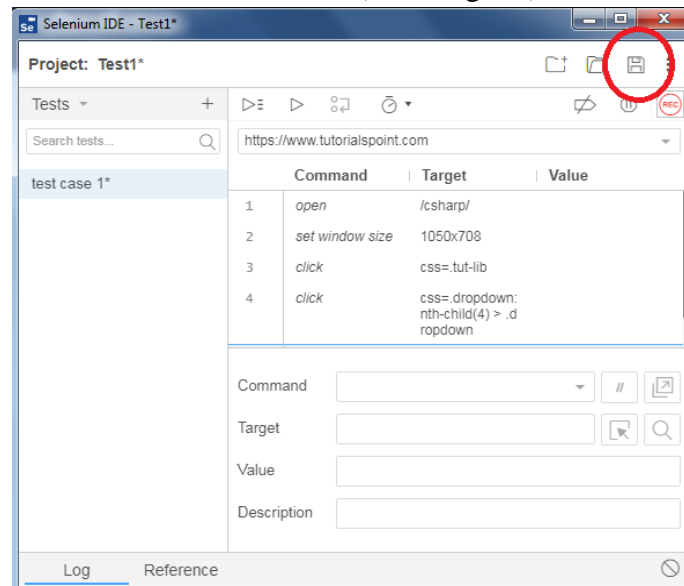 Se Selenium IDE - Test1*
Project: Test1*
Tests
Search tests...
https://www.tutorialspoint.com
REC
test case 1*
Command Target Value
1 open /csharp/
2 set window size 1050x708
3 click css=.tut-lib
4 click css=.dropdown:
nth-child(4) > .d
ropdown
Command
//
Target
Value
Description
Log Reference